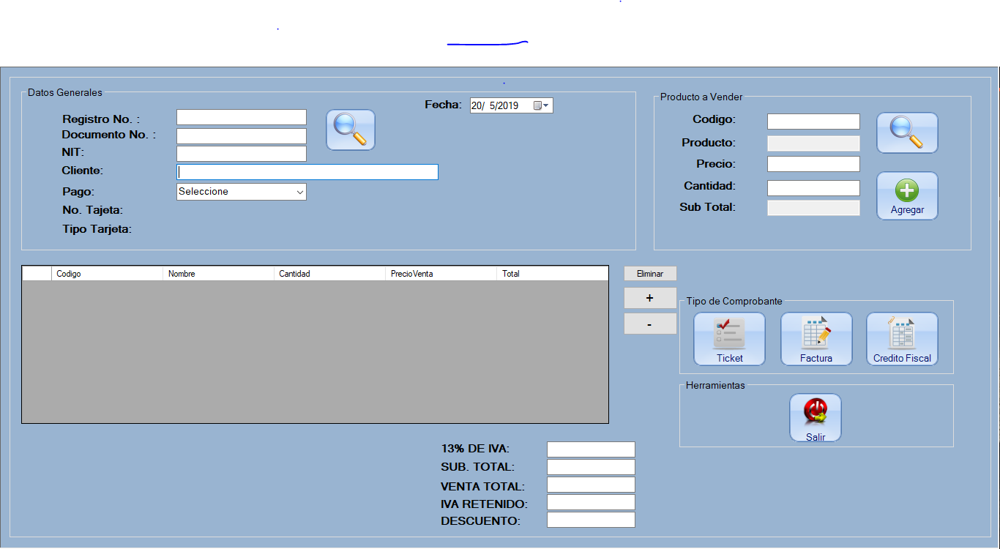 Datos Generales
Fecha: 20/ 5/2019
Registro No. :
Documento No. :
NIT:
Cliente:
Pago: Seleccione
No. Tajeta:
Tipo Tarjeta:
Producto a Vender
Codigo:
Producto:
Precio:
Cantidad:
Sub Total:
Agregar
Codigo Nombre Cantidad PrecioVenta Total
Eliminar
+
-
Tipo de Comprobante
Ticket Factura Credito Fiscal
Herramientas
Salir
13% DE IVA:
SUB. TOTAL:
VENTA TOTAL:
IVA RETENIDO:
DESCUENTO: